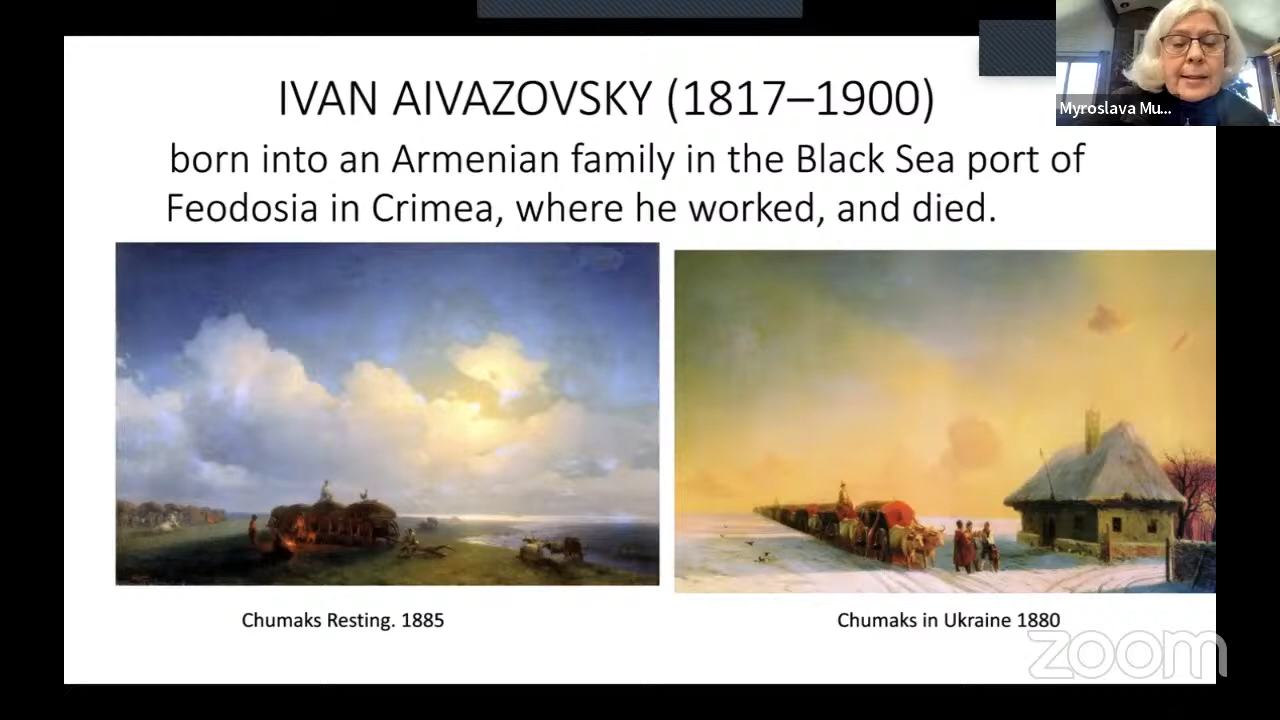 IVAN AIVAZOVSKY (1817–1900)
born into an Armenian family in the Black Sea port of
Feodosia in Crimea, where he worked, and died.
Myroslava Mu...
Chumaks Resting. 1885
Chumaks in Ukraine 1880
zoom